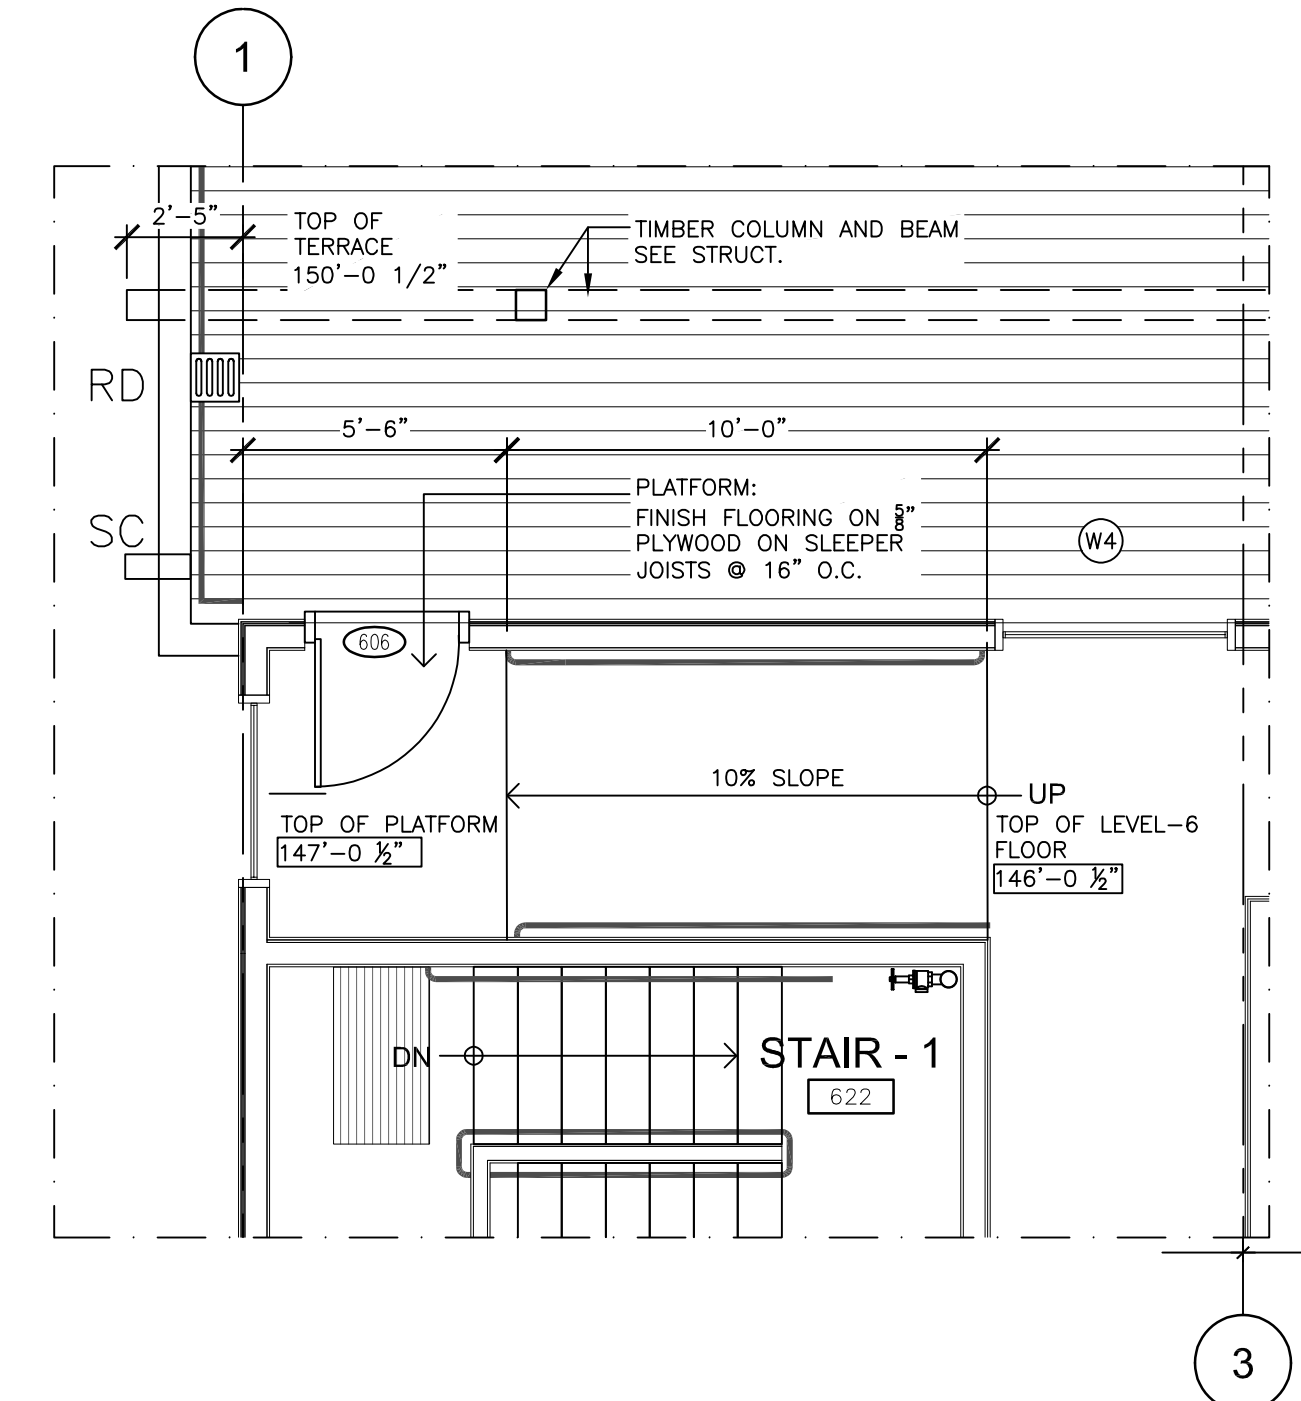 1
2'-5"
TOP OF
TERRACE
150'-0 1/2"
TIMBER COLUMN AND BEAM
SEE STRUCT.
RD
5'-6"
10'-0"
PLATFORM:
FINISH FLOORING ON 5/8"
PLYWOOD ON SLEEPER
JOISTS @ 16" O.C.
SC
W4
606
10% SLOPE
UP
TOP OF PLATFORM
147'-0 ½"
TOP OF LEVEL-6
FLOOR
146'-0 ½"
DN
STAIR - 1
622
3